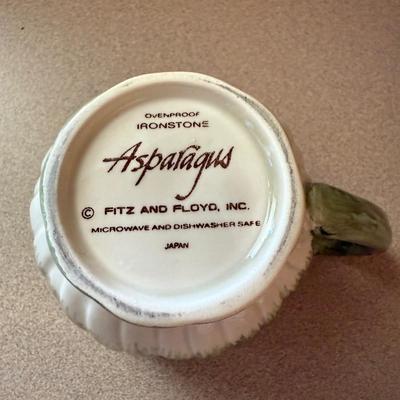 OVENPROOF
IRONSTONE
Asparagus
© FITZ AND FLOYD, INC.
MICROWAVE AND DISHWASHER SAFE
JAPAN